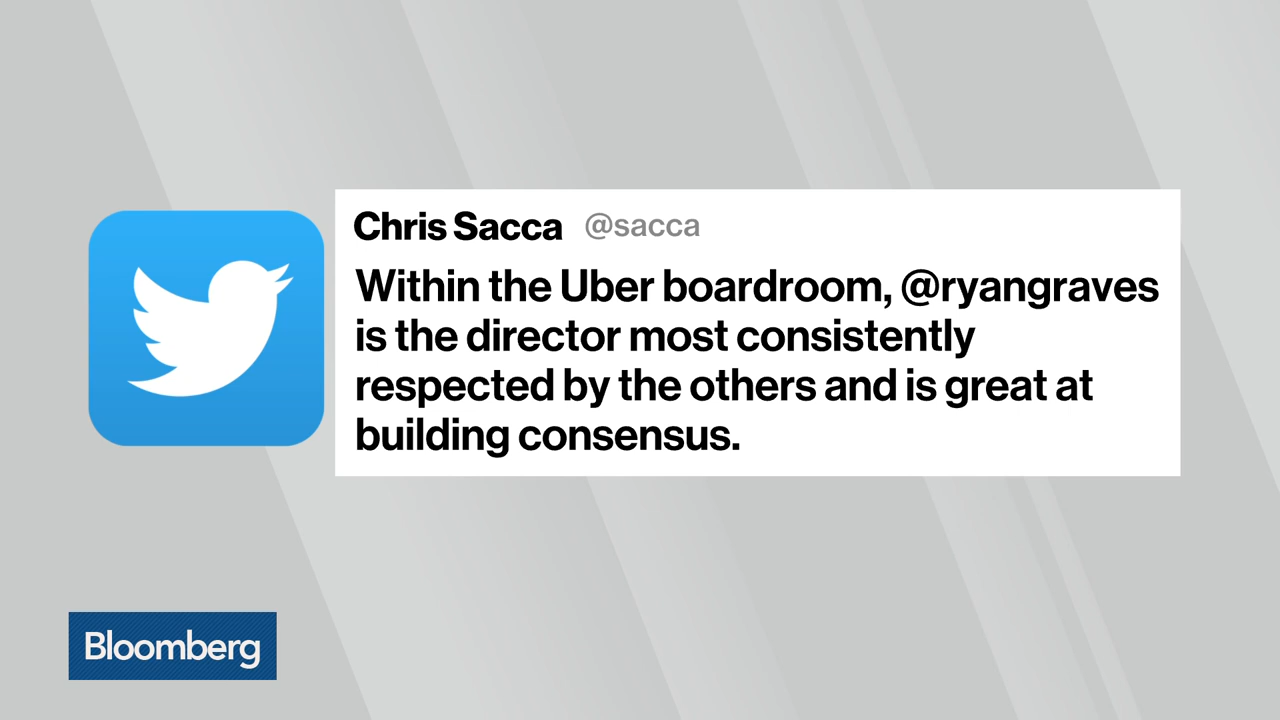 Chris Sacca @sacca
Within the Uber boardroom, @ryangraves
is the director most consistently
respected by the others and is great at
building consensus.
Bloomberg